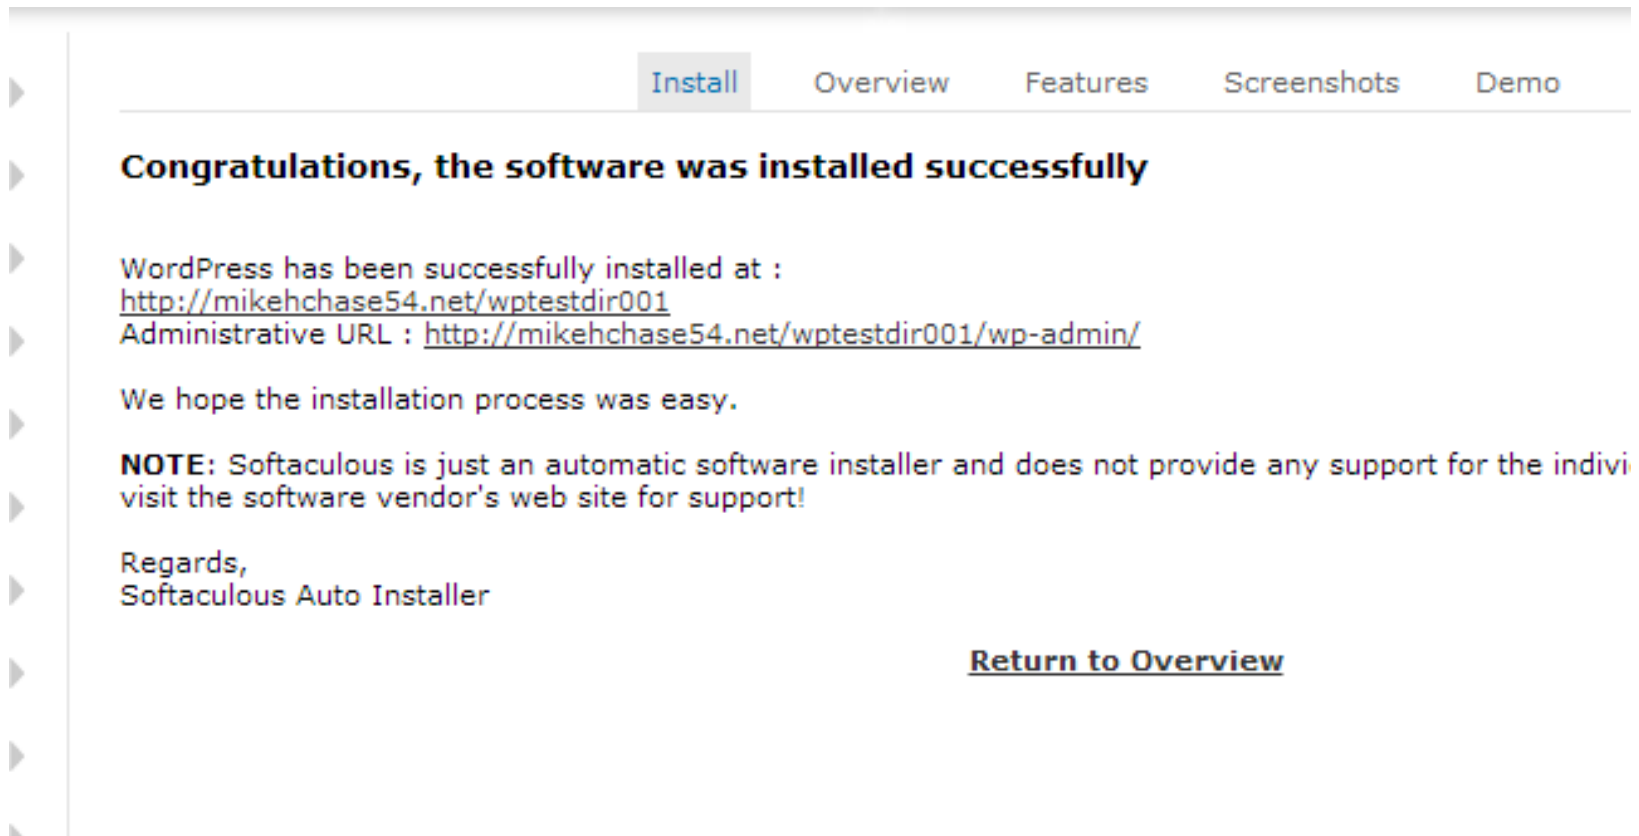 Install Overview Features Screenshots Demo
Congratulations, the software was installed successfully
WordPress has been successfully installed at :
http://mikehchase54.net/wptestdir001
Administrative URL : http://mikehchase54.net/wptestdir001/wp-admin/
We hope the installation process was easy.
NOTE: Softaculous is just an automatic software installer and does not provide any support for the
visit the software vendor's web site for support!
Regards,
Softaculous Auto Installer
Return to Overview